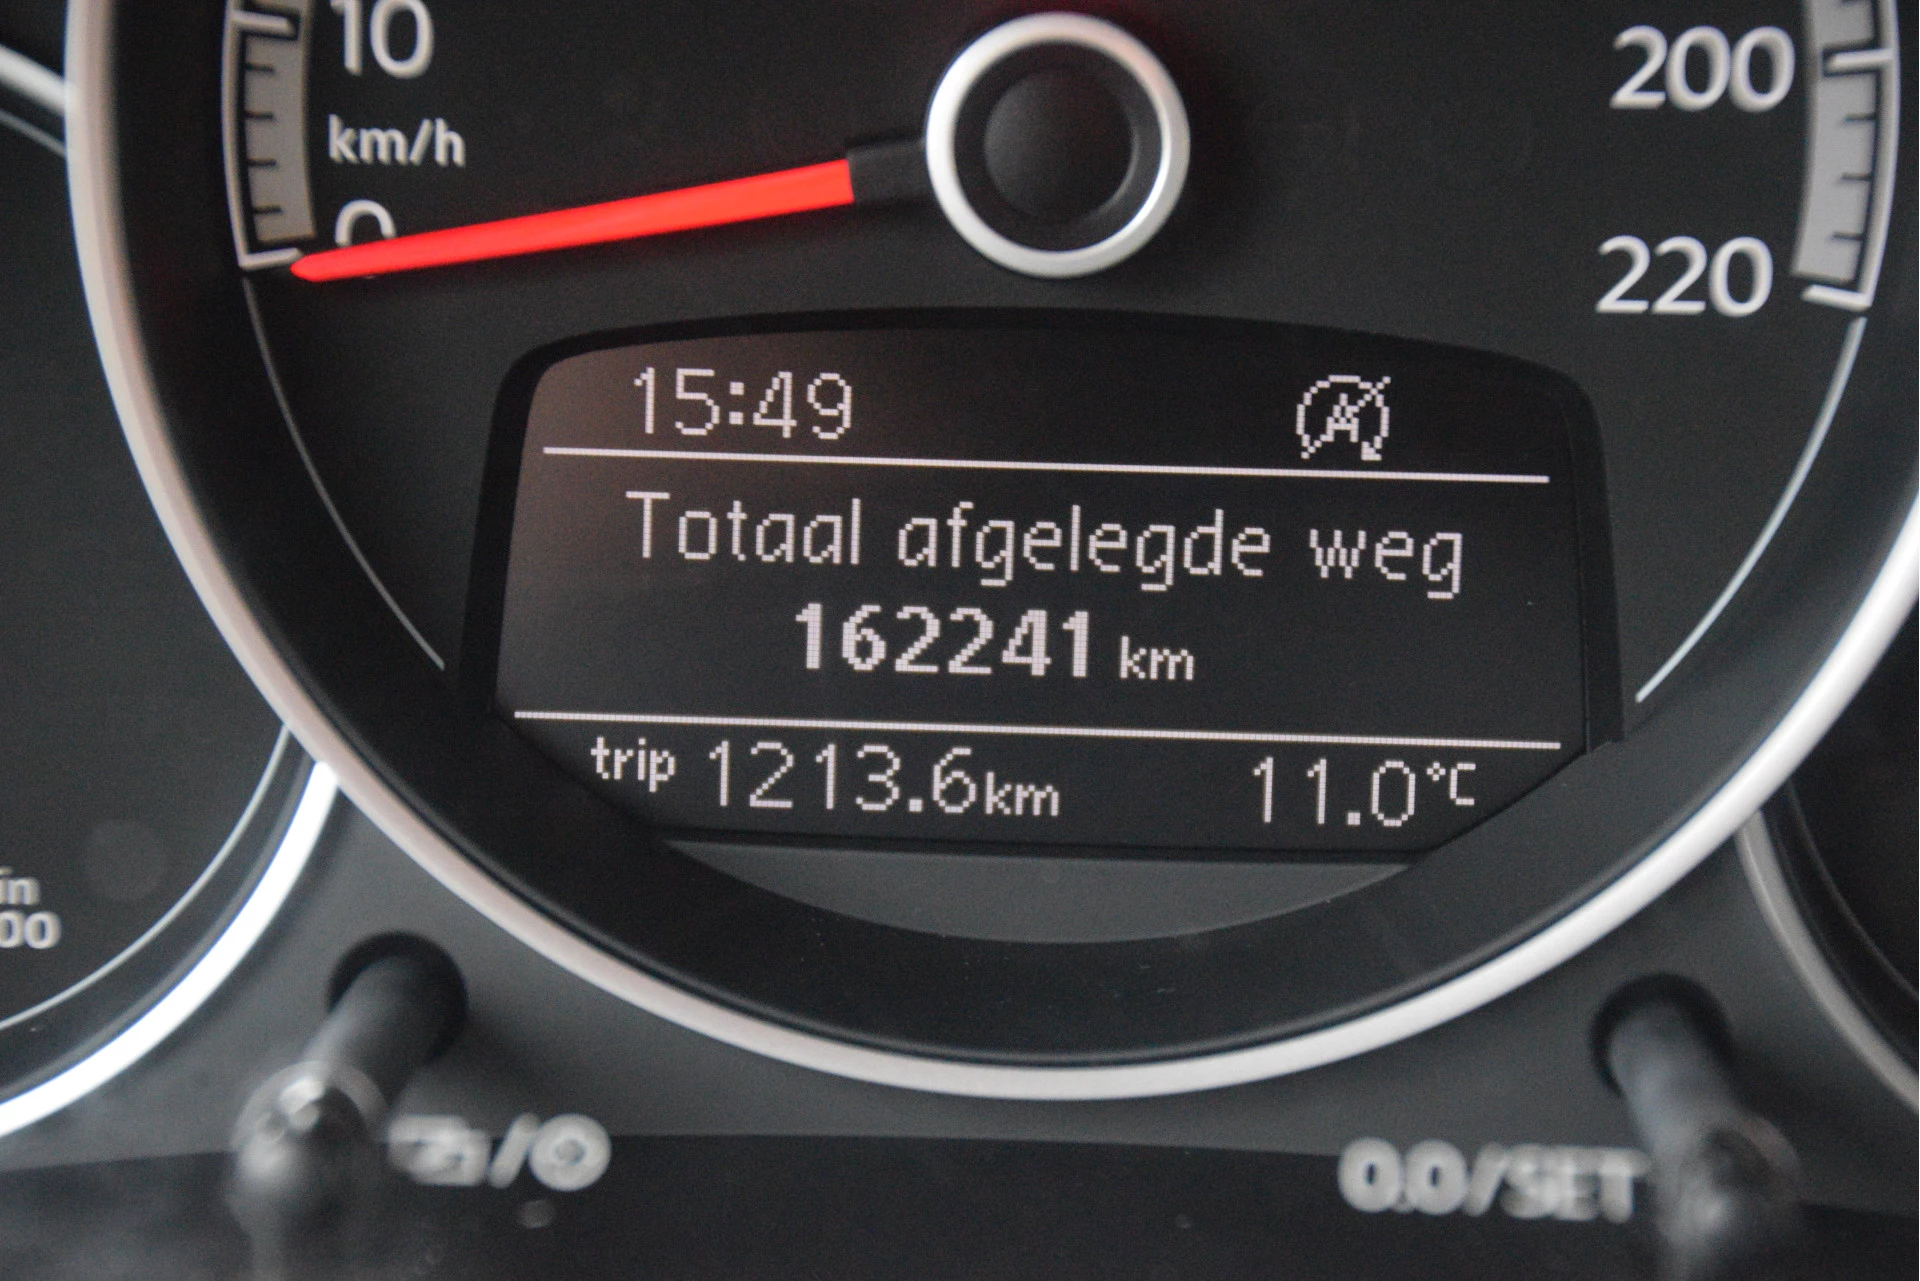 10
km/h
0
200
220
15:49
Totaal afgelegde weg
162241 km
trip 1213.6km 11.0°C
00
0.0/SET